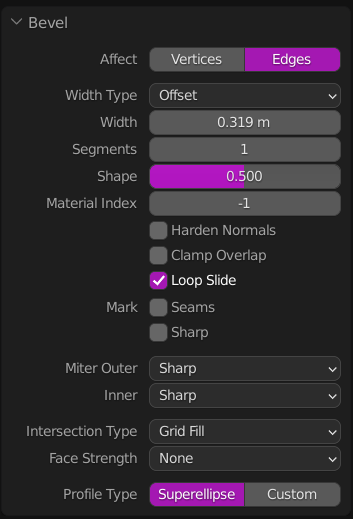 Bevel
Affect Vertices Edges
Width Type Offset
Width 0.319 m
Segments 1
Shape 0.500
Material Index -1
Harden Normals
Clamp Overlap
Loop Slide
Mark Seams
Sharp
Miter Outer Sharp
Inner Sharp
Intersection Type Grid Fill
Face Strength None
Profile Type Superellipse Custom